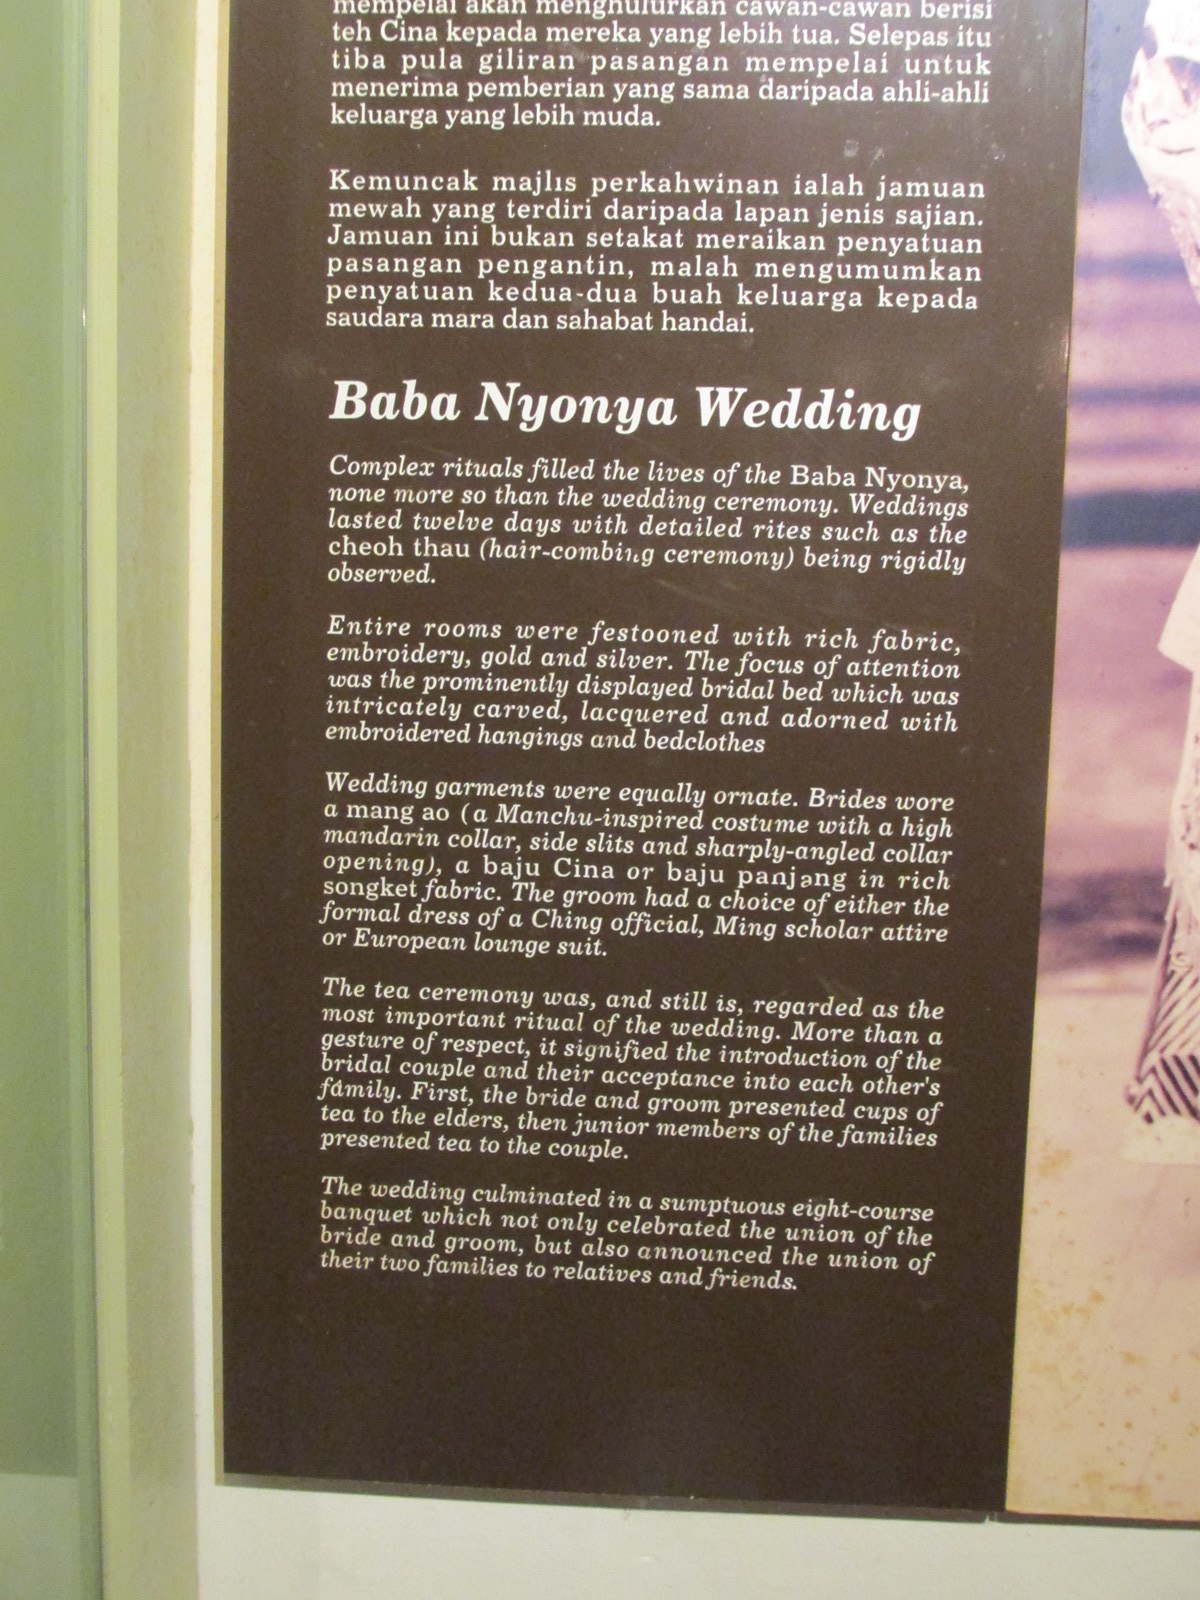 mempelai akan menghulurkan cawan-cawan berisi
teh Cina kepada mereka yang lebih tua. Selepas itu
tiba pula giliran pasangan mempelai untuk
menerima pemberian yang sama daripada ahli-ahli
keluarga yang lebih muda.
Kemuncak majlis perkahwinan ialah jamuan
mewah yang terdiri daripada lapan jenis sajian.
Jamuan ini bukan setakat meraikan penyatuan
pasangan pengantin, malah mengumumkan
penyatuan kedua-dua buah keluarga kepada
saudara mara dan sahabat handai.
Baba Nyonya Wedding
Complex rituals filled the lives of the Baba Nyonya,
none more so than the wedding ceremony. Weddings
lasted twelve days with detailed rites such as the
cheoh thau (hair-combing ceremony) being rigidly
observed.
Entire rooms were festooned with rich fabric,
embroidery, gold and silver. The focus of attention
was the prominently displayed bridal bed which was
intricately carved, lacquered and adorned with
embroidered hangings and bedclothes
Wedding garments were equally ornate. Brides wore
a mang ao (a Manchu-inspired costume with a high
mandarin collar, side slits and sharply-angled collar
opening), a baju Cina or baju panjang in rich
songket fabric. The groom had a choice of either the
formal dress of a Ching official, Ming scholar attire
or European lounge suit.
The tea ceremony was, and still is, regarded as the
most important ritual of the wedding. More than a
gesture of respect, it signified the introduction of the
bridal couple and their acceptance into each other's
family. First, the bride and groom presented cups of
tea to the elders, then junior members of the families
presented tea to the couple.
The wedding culminated in a sumptuous eight-course
banquet which not only celebrated the union of the
bride and groom, but also announced the union of
their two families to relatives and friends.